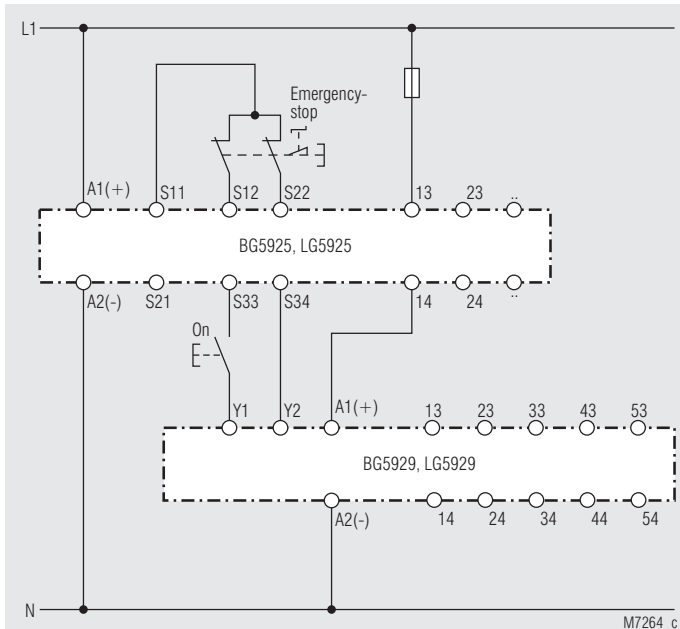 L1
Emergency-
stop
A1(+) S11 S12 S22 13 23 ..
BG5925, LG5925
A2(-) S21 S33 S34 14 24 ..
On
Y1 Y2 A1(+) 13 23 33 43 53
BG5929, LG5929
A2(-) 14 24 34 44 54
N
M7264_c